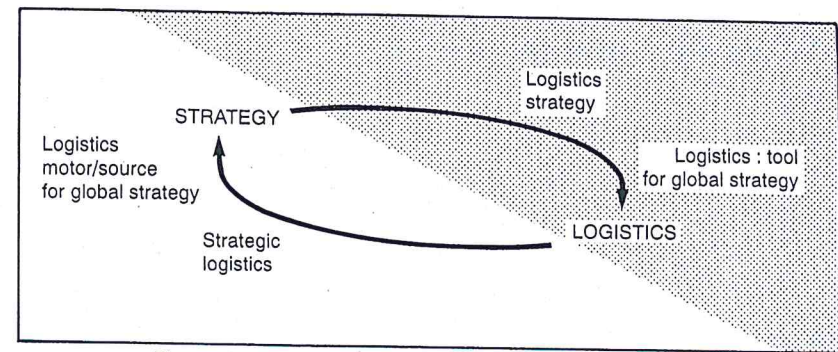 Logistics
strategy
STRATEGY
Logistics
motor/source
for global strategy
Logistics : tool
for global strategy
LOGISTICS
Strategic
logistics